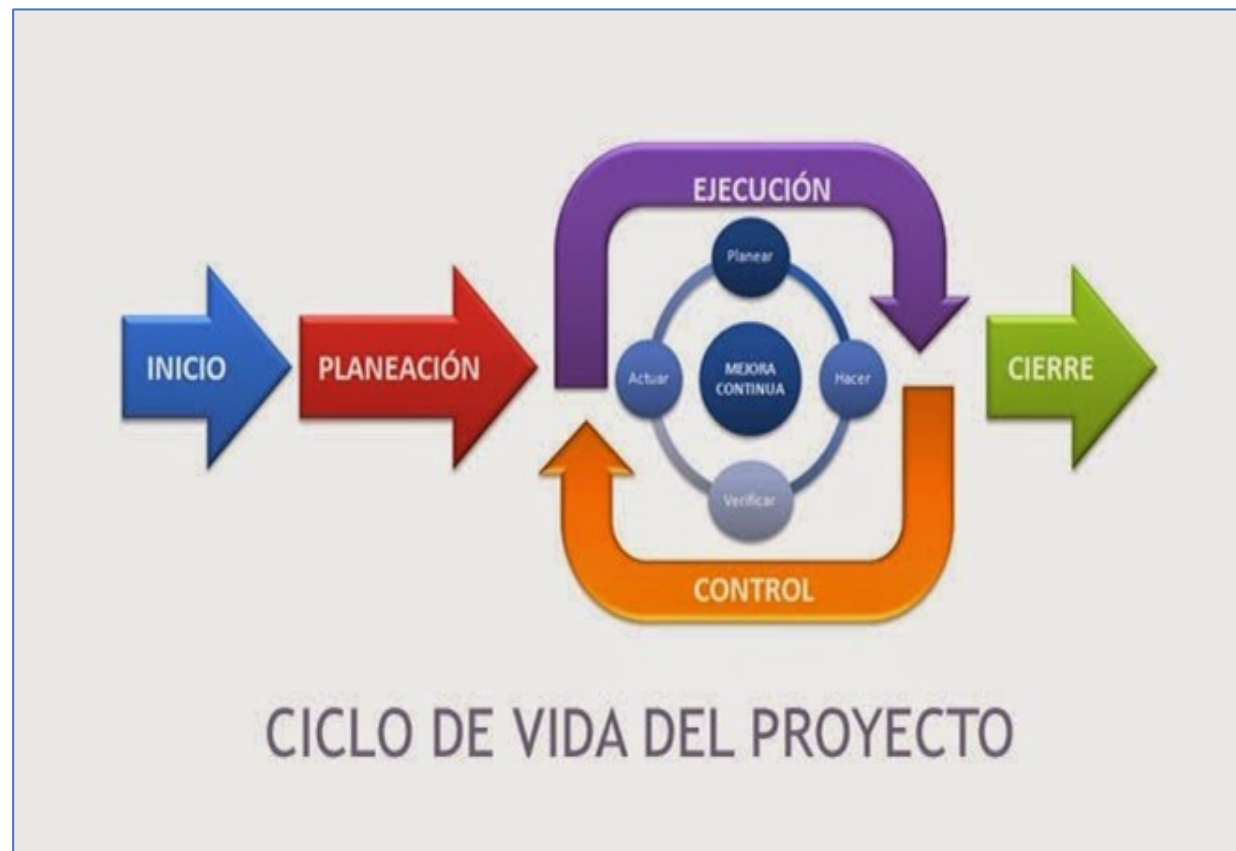 INICIO
PLANEACIÓN
EJECUCIÓN
Planear
Actuar
MEJORA
CONTINUA
Hacer
Verificar
CONTROL
CIERRE
CICLO DE VIDA DEL PROYECTO